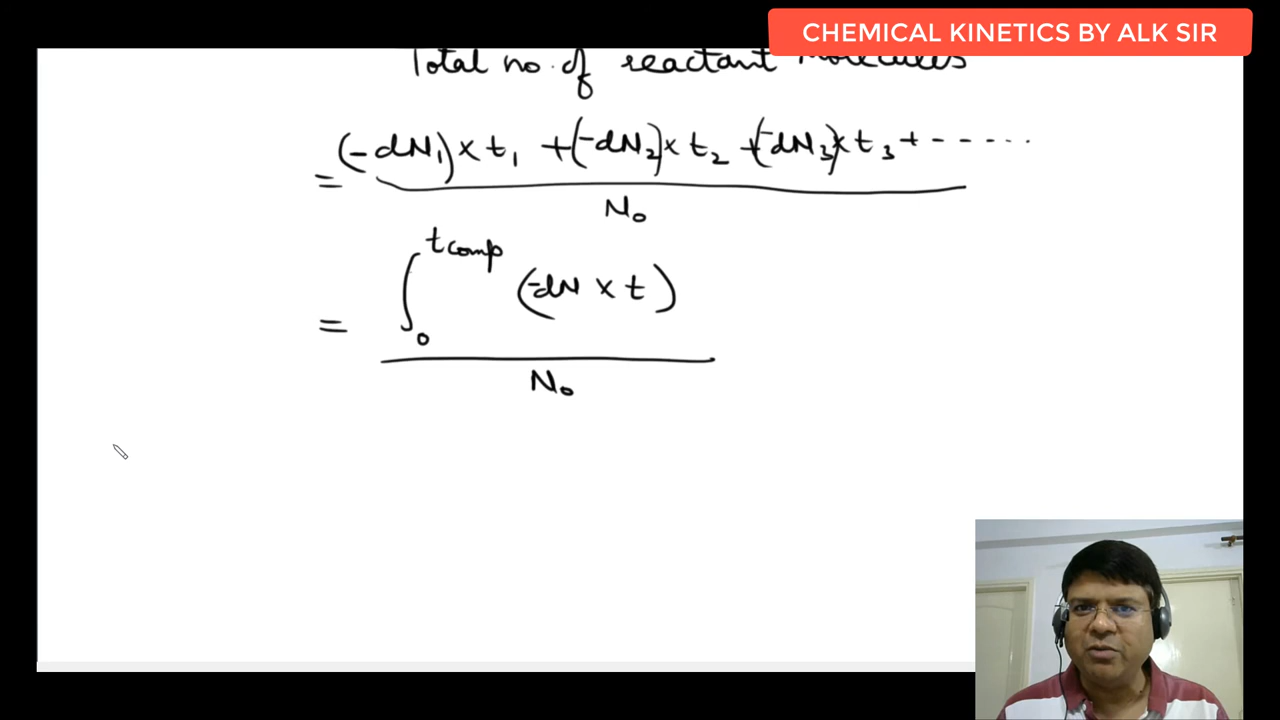 CHEMICAL KINETICS BY ALK SIR
Total no. of reactant molecules
= (-dN₁) × t₁ + (-dN₂) × t₂ + (-dN₃) × t₃ + -----..
N₀
= ∫₀^tcomp (-dN × t)
N₀